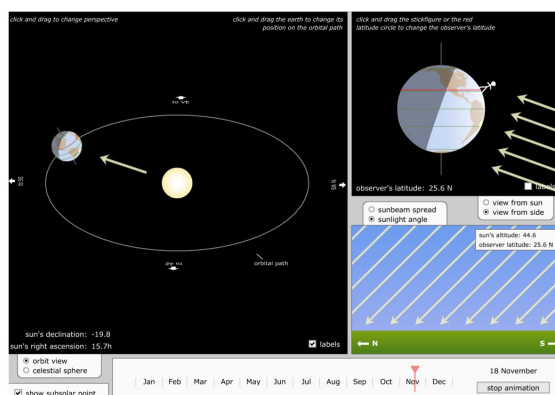 click and drag to change perspective
click and drag the earth to change its
position on the orbital path
to VE
to SS
orbital path
sun's declination: -19.8
sun's right ascension: 15.7h
labels
orbit view
celestial sphere
show subsolar point
click and drag the stickfigure or the red
latitude circle to change the observer's latitude
observer's latitude: 25.6 N
labels
sunbeam spread
sunlight angle
view from sun
view from side
sun's altitude: 44.6
observer latitude: 25.6 N
N
S
Jan Feb Mar Apr May Jun Jul Aug Sep Oct Nov Dec
18 November
stop animation